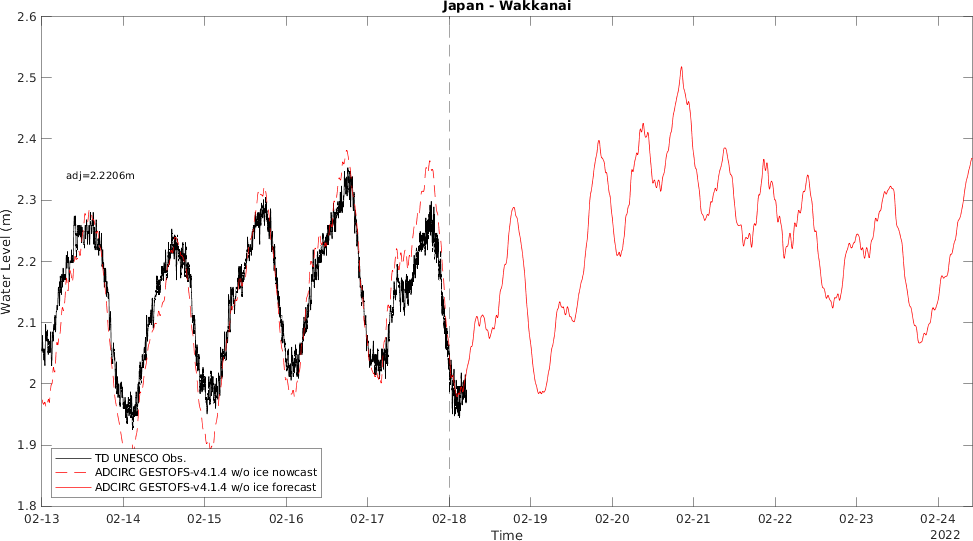 Japan - Wakkanai
2.6
2.5
2.4
2.3
2.2
2.1
2
1.9
1.8
Water Level (m)
adj=2.2206m
TD UNESCO Obs.
ADCIRC GESTOFS-v4.1.4 w/o ice nowcast
ADCIRC GESTOFS-v4.1.4 w/o ice forecast
02-13 02-14 02-15 02-16 02-17 02-18 02-19 02-20 02-21 02-22 02-23 02-24
Time
2022